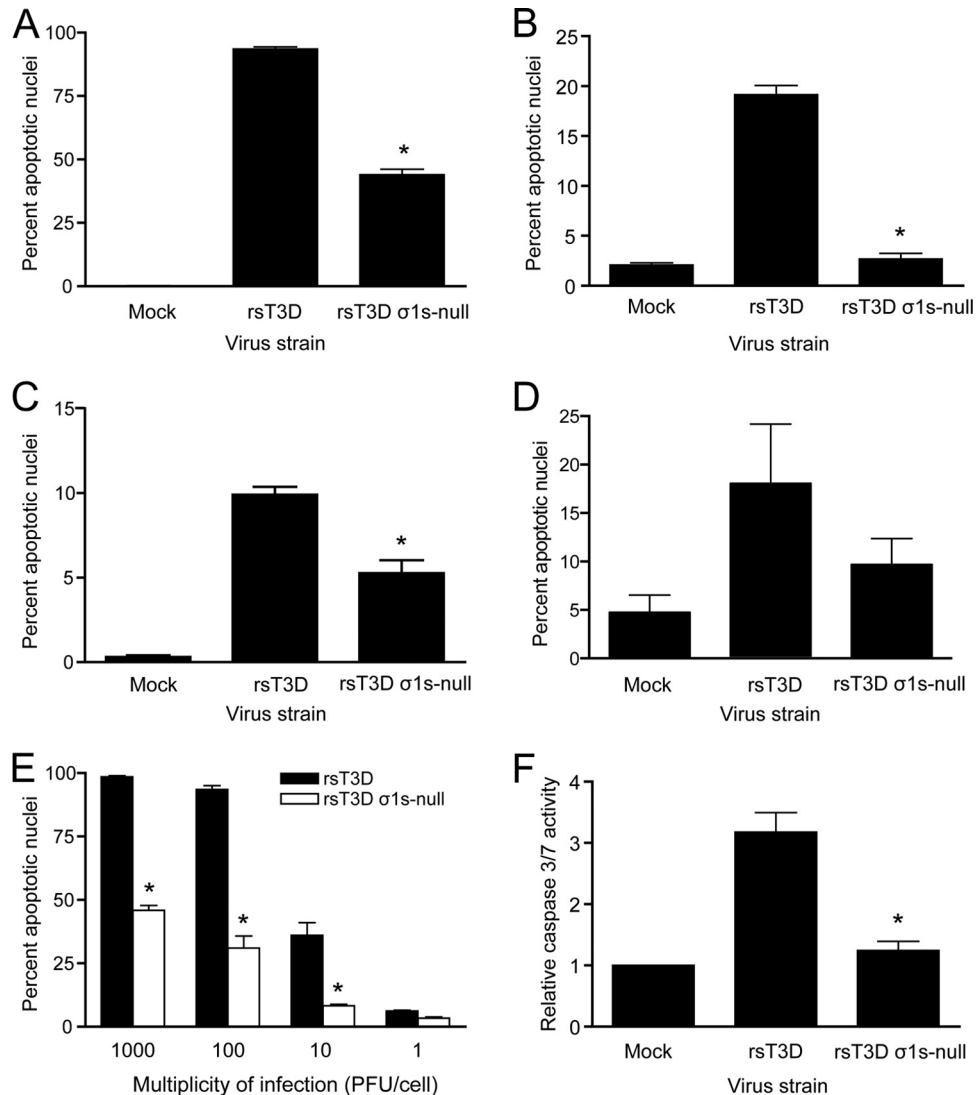 A
Percent apoptotic nuclei
100
75
50
25
0
*
Mock
rsT3D
rsT3D σ1s-null
Virus strain
B
Percent apoptotic nuclei
25
20
15
10
5
0
*
Mock
rsT3D
rsT3D σ1s-null
Virus strain
C
Percent apoptotic nuclei
15
10
5
0
*
Mock
rsT3D
rsT3D σ1s-null
Virus strain
D
Percent apoptotic nuclei
25
20
15
10
5
0
Mock
rsT3D
rsT3D σ1s-null
Virus strain
E
Percent apoptotic nuclei
100
75
50
25
0
rsT3D
rsT3D σ1s-null
*
*
*
1000
100
10
1
Multiplicity of infection (PFU/cell)
F
Relative caspase 3/7 activity
4
3
2
1
0
*
Mock
rsT3D
rsT3D σ1s-null
Virus strain